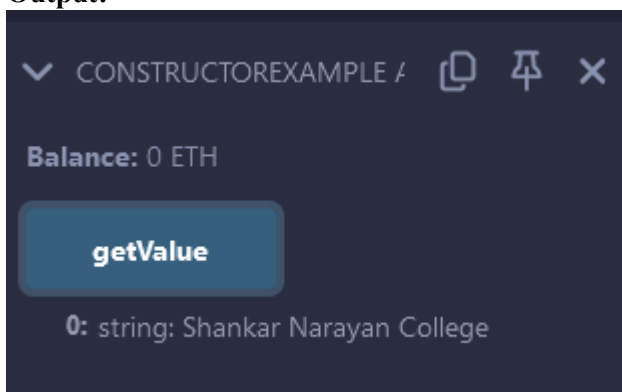 Output:
CONSTRUCTOREXAMPLE A
Balance: 0 ETH
getValue
0: string: Shankar Narayan College